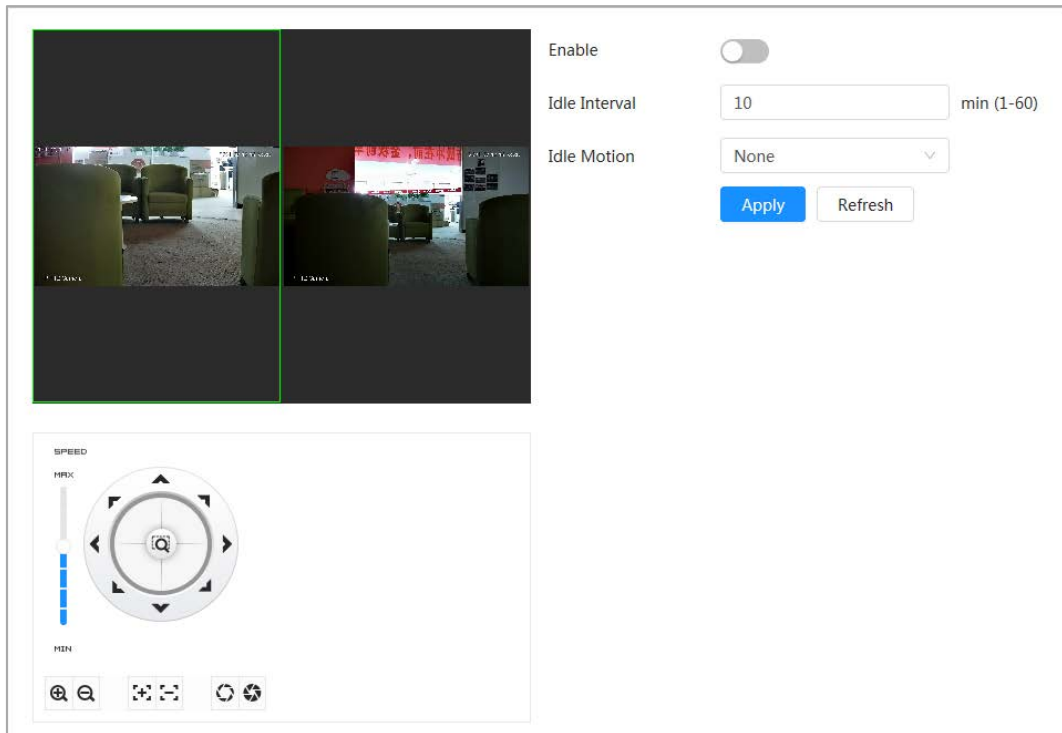 Enable
Idle Interval 10 min (1-60)
Idle Motion None
Apply Refresh
SPEED
MAX
MIN